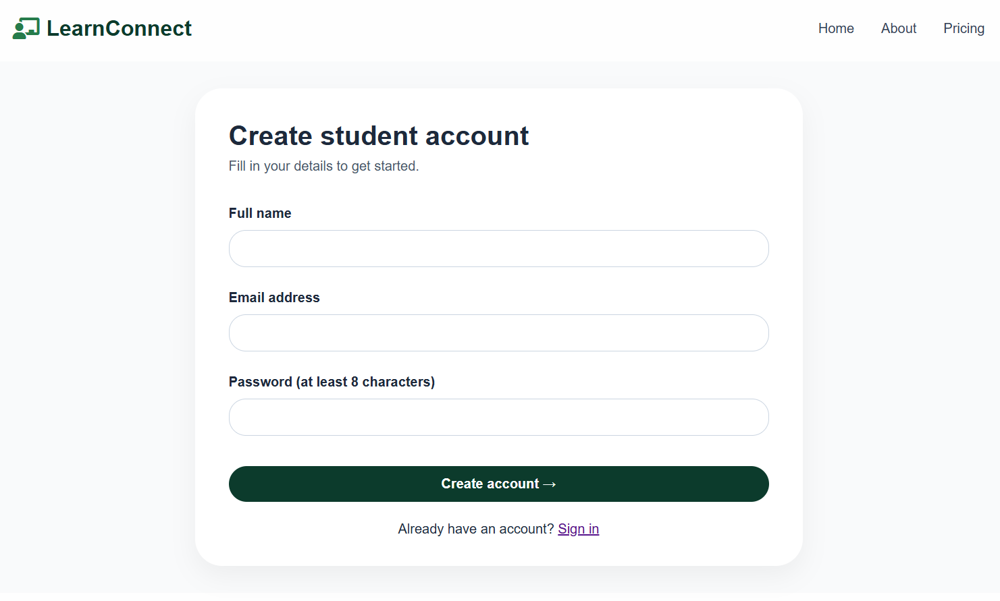 LearnConnect
Home About Pricing
Create student account
Fill in your details to get started.
Full name
Email address
Password (at least 8 characters)
Create account →
Already have an account? Sign in